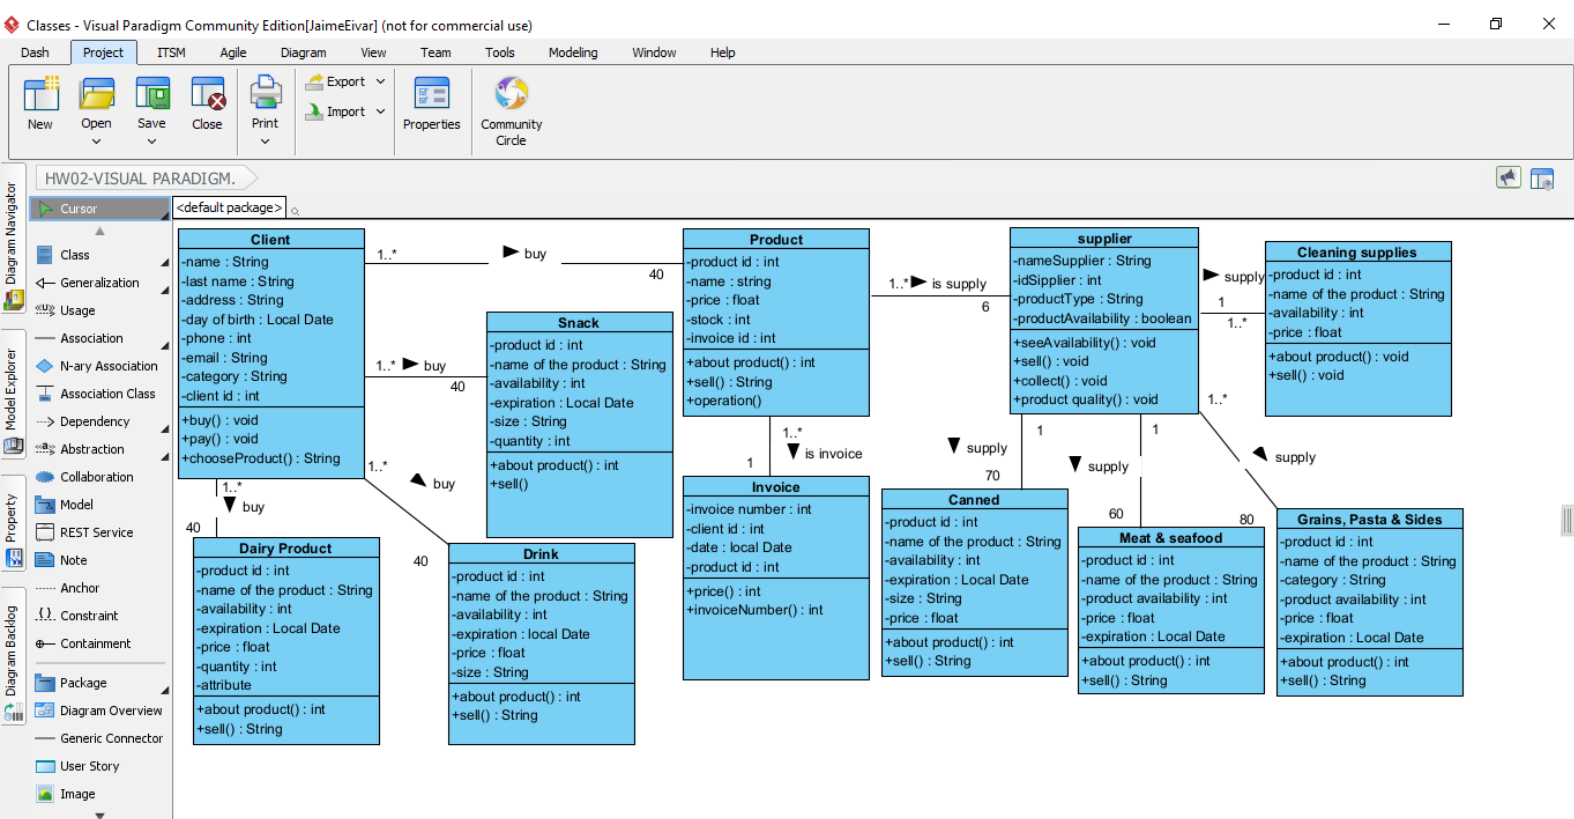 Classes - Visual Paradigm Community Edition[JaimeEivar] (not for commercial use)
Dash Project ITSM Agile Diagram View Team Tools Modeling Window Help
New Open Save Close Print Export Import Properties Community Circle
HW02-VISUAL PARADIGM.
Diagram Navigator
Model Explorer
Property
Diagram Backlog
Cursor
Class
Generalization
<<U>> Usage
Association
N-ary Association
Association Class
Dependency
<<a>> Abstraction
Collaboration
Model
REST Service
Note
Anchor
{} Constraint
Containment
Package
Diagram Overview
Generic Connector
User Story
Image
<default package>
Client
-name : String
-last name : String
-address : String
-day of birth : Local Date
-phone : int
-email : String
-category : String
-client id : int
+buy() : void
+pay() : void
+chooseProduct() : String
1..*
buy
40
1..*
buy
40
1..*
buy
40
1..*
buy
40
Snack
-product id : int
-name of the product : String
-availability : int
-expiration : Local Date
-size : String
-quantity : int
+about product() : int
+sell()
Dairy Product
-product id : int
-name of the product : String
-availability : int
-expiration : Local Date
-price : float
-quantity : int
-attribute
+about product() : int
+sell() : String
Drink
-product id : int
-name of the product : String
-availability : int
-expiration : local Date
-price : float
-size : String
+about product() : int
+sell() : String
Product
-product id : int
-name : string
-price : float
-stock : int
-invoice id : int
+about product() : int
+sell() : String
+operation()
1..*
is invoice
1
Invoice
-invoice number : int
-client id : int
-date : local Date
-product id : int
+price() : int
+invoiceNumber() : int
1..*
is supply
6
supplier
-nameSupplier : String
-idSipplier : int
-productType : String
-productAvailability : boolean
+seeAvailability() : void
+sell() : void
+collect() : void
+product quality() : void
supply
1
1..*
Cleaning supplies
-product id : int
-name of the product : String
-availability : int
-price : float
+about product() : void
+sell() : void
1
supply
70
1
supply
60
1..*
supply
80
Canned
-product id : int
-name of the product : String
-availability : int
-expiration : Local Date
-size : String
-price : float
+about product() : int
+sell() : String
Meat & seafood
-product id : int
-name of the product : String
-product availability : int
-price : float
-expiration : Local Date
+about product() : int
+sell() : String
Grains, Pasta & Sides
-product id : int
-name of the product : String
-category : String
-product availability : int
-price : float
-expiration : Local Date
+about product() : int
+sell() : String